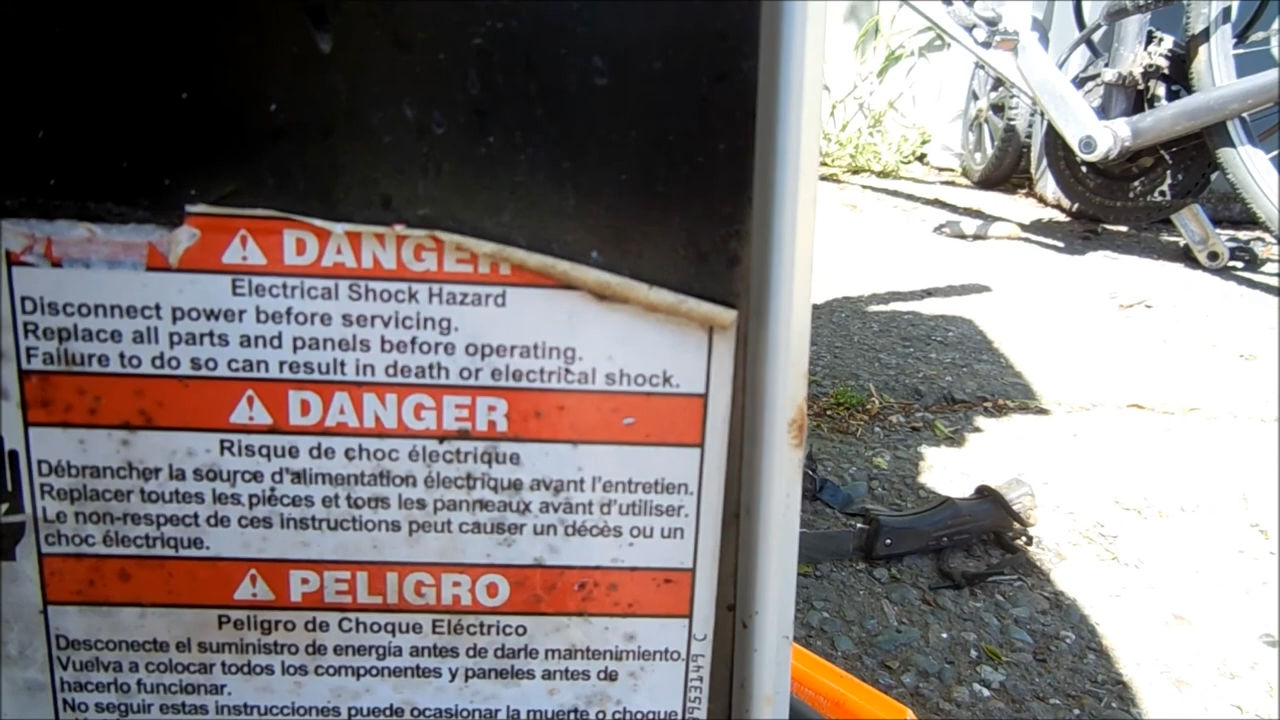 DANGER
Electrical Shock Hazard
Disconnect power before servicing.
Replace all parts and panels before operating.
Failure to do so can result in death or electrical shock.
DANGER
Risque de choc électrique
Débrancher la source d'alimentation électrique avant l'entretien.
Replacer toutes les pièces et tous les panneaux avant d'utiliser.
Le non-respect de ces instructions peut causer un décès ou un
choc électrique.
PELIGRO
Peligro de Choque Eléctrico
Desconecte el suministro de energía antes de darle mantenimiento.
Vuelva a colocar todos los componentes y paneles antes de
hacerlo funcionar.
No seguir estas instrucciones puede ocasionar la muerte o choque